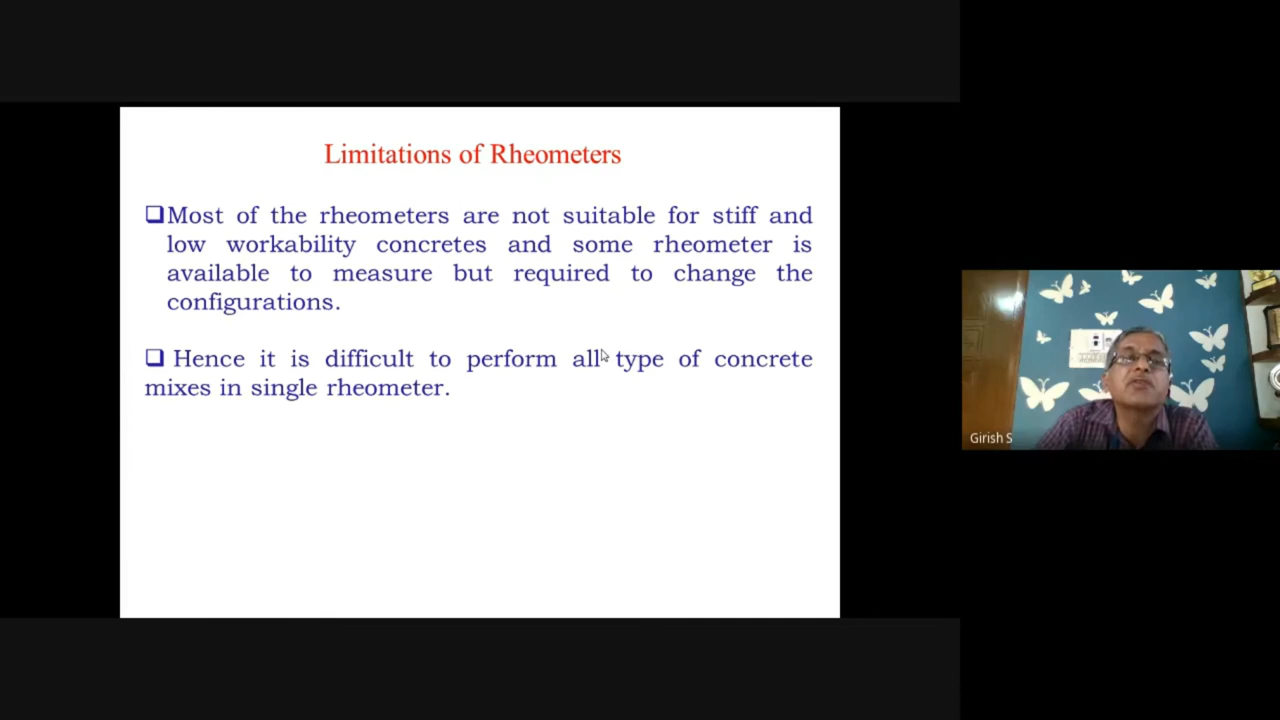 Limitations of Rheometers
❑Most of the rheometers are not suitable for stiff and
low workability concretes and some rheometer is
available to measure but required to change the
configurations.
❑ Hence it is difficult to perform all type of concrete
mixes in single rheometer.
Girish S